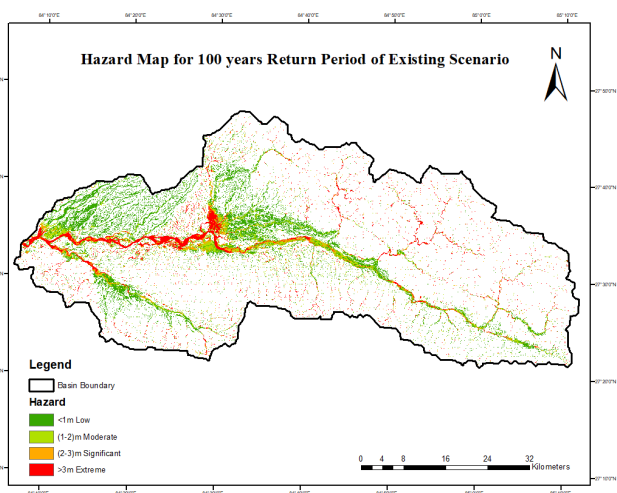 84°10'0"E 84°20'0"E 84°30'0"E 84°40'0"E 84°50'0"E 85°0'0"E 85°10'0"E
Hazard Map for 100 years Return Period of Existing Scenario
N
27°50'0"N
27°40'0"N
27°30'0"N
27°20'0"N
27°10'0"N
Legend
Basin Boundary
Hazard
<1m Low
(1-2)m Moderate
(2-3)m Significant
>3m Extreme
0 4 8 16 24 32
Kilometers